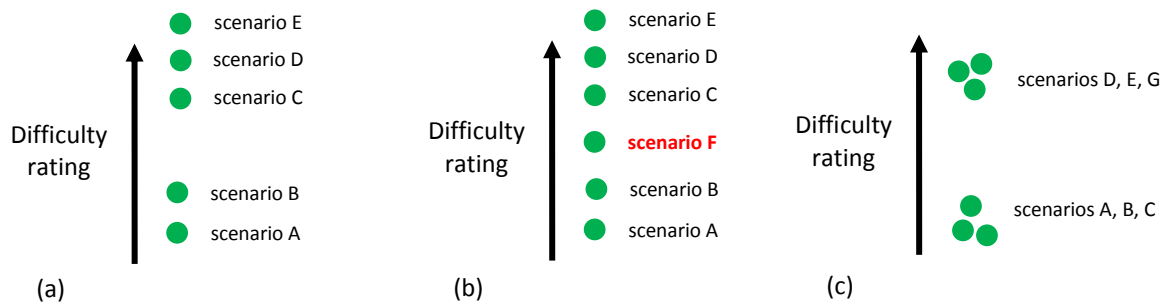 scenario E
scenario D
scenario C
Difficulty
rating
scenario B
scenario A
(a)
scenario E
scenario D
scenario C
Difficulty
rating
scenario F
scenario B
scenario A
(b)
scenarios D, E, G
Difficulty
rating
scenarios A, B, C
(c)